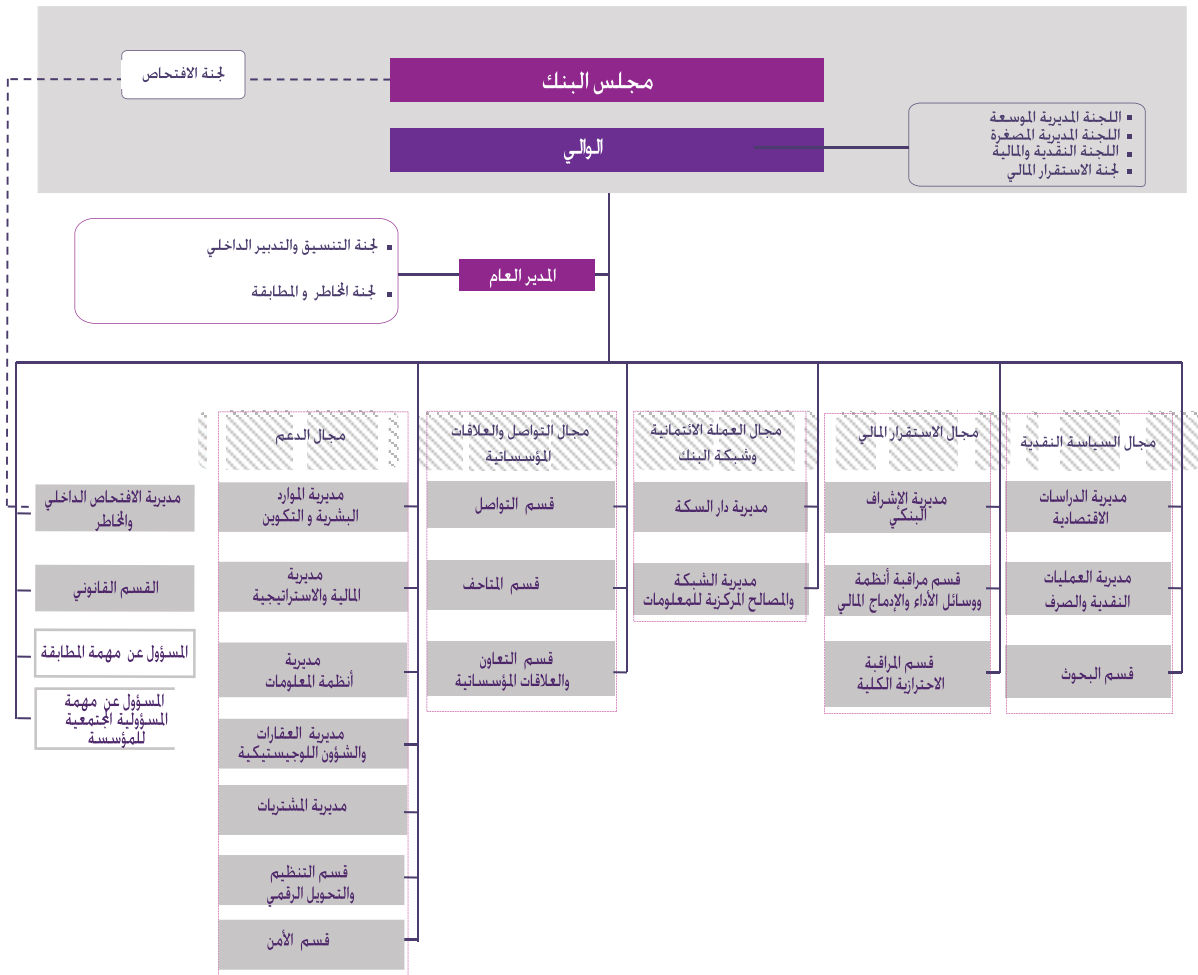 لجنة الافتحاص
مجلس البنك
الوالي
▪ اللجنة المديرية الموسعة
▪ اللجنة المديرية المصغرة
▪ اللجنة النقدية والمالية
▪ لجنة الاستقرار المالي
▪ لجنة التنسيق والتدبير الداخلي
▪ لجنة المخاطر و المطابقة
المدير العام
مجال السياسة النقدية
مديرية الدراسات
الاقتصادية
مديرية العمليات
النقدية والصرف
قسم البحوث
مجال الاستقرار المالي
مديرية الإشراف
البنكي
قسم مراقبة أنظمة
ووسائل الأداء والإدماج المالي
قسم المراقبة
الاحترازية الكلية
مجال العملة الائتمانية
وشبكة البنك
مديرية دار السكة
مديرية الشبكة
والمصالح المركزية للمعلومات
مجال التواصل والعلاقات
المؤسساتية
قسم التواصل
قسم المتاحف
قسم التعاون
والعلاقات المؤسساتية
مجال الدعم
مديرية الموارد
البشرية و التكوين
مديرية
المالية والاستراتيجية
مديرية
أنظمة المعلومات
مديرية العقارات
والشؤون اللوجيستيكية
مديرية المشتريات
قسم التنظيم
والتحويل الرقمي
قسم الأمن
مديرية الافتحاص الداخلي
والمخاطر
القسم القانوني
المسؤول عن مهمة المطابقة
المسؤول عن مهمة
المسؤولية المجتمعية
للمؤسسة